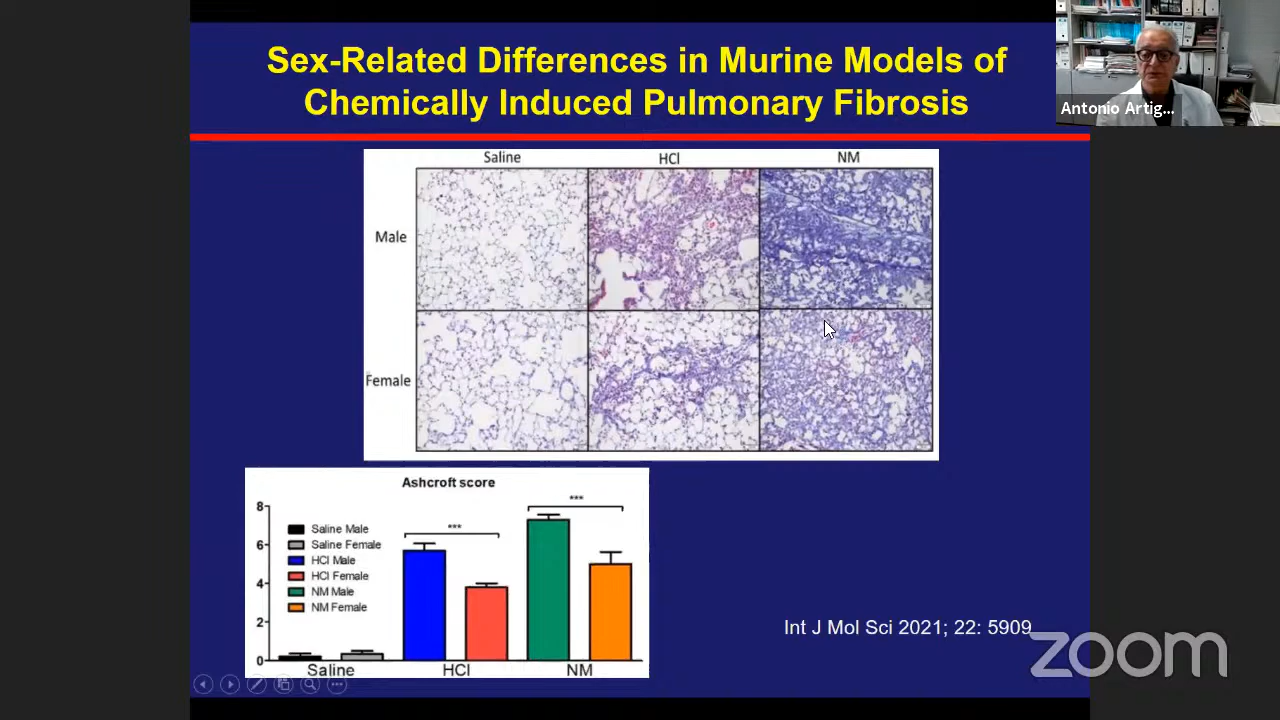 Sex-Related Differences in Murine Models of
Chemically Induced Pulmonary Fibrosis
Antonio Artig...
Saline HCl NM
Male
Female
Ashcroft score
8
6
4
2
0
***
***
Saline Male
Saline Female
HCl Male
HCl Female
NM Male
NM Female
Saline HCl NM
Int J Mol Sci 2021; 22: 5909
zoom